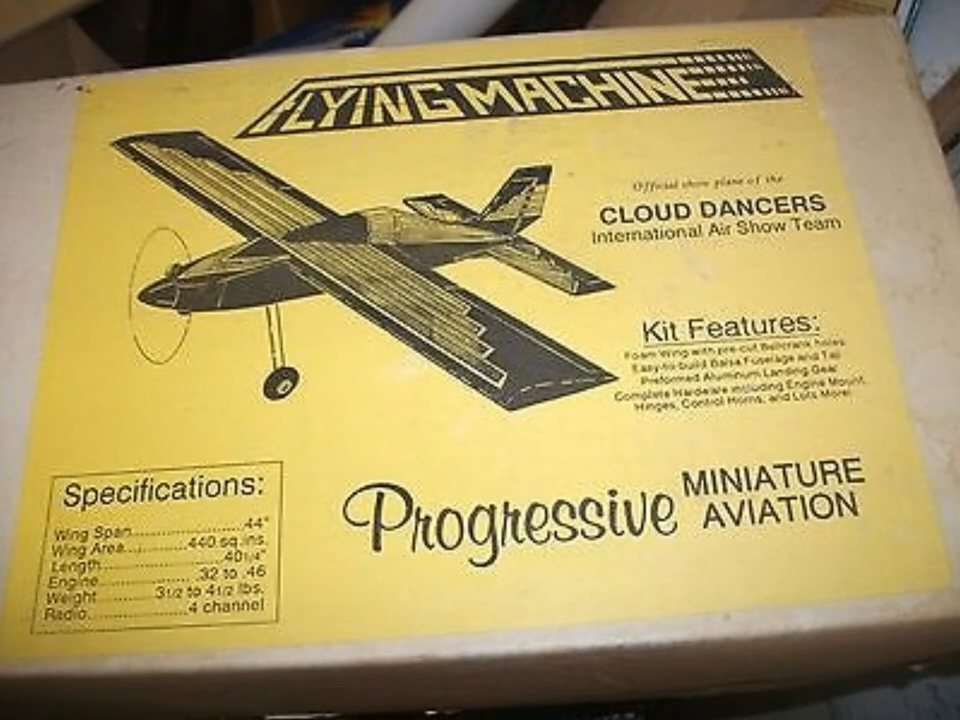 FLYING MACHINE
Official show plane of the
CLOUD DANCERS
International Air Show Team
Kit Features:
Foam Wing with pre-cut Bellcrank holes
Easy-to-build Balsa Fuselage and Tail
Preformed Aluminum Landing Gear
Complete Hardware including Engine Mount,
Hinges, Control Horns, and Lots More!
Specifications:
Wing Span..................44"
Wing Area.........440 sq. ins.
Length..................40 1/4"
Engine.............. .32 to .46
Weight.........3 1/2 to 4 1/2 lbs.
Radio..................4 channel
Progressive MINIATURE
AVIATION